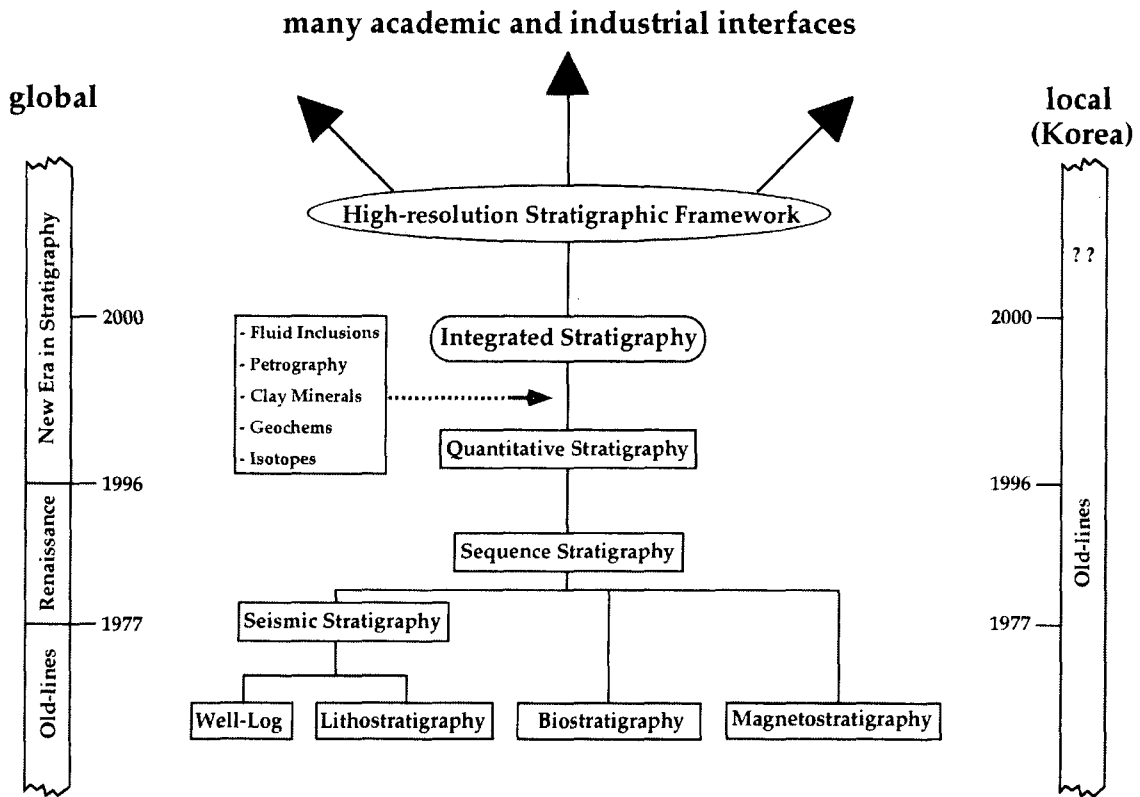 many academic and industrial interfaces
global
local
(Korea)
High-resolution Stratigraphic Framework
New Era in Stratigraphy
? ?
2000
2000
- Fluid Inclusions
- Petrography
- Clay Minerals
- Geochems
- Isotopes
Integrated Stratigraphy
Quantitative Stratigraphy
1996
1996
Renaissance
Sequence Stratigraphy
Old-lines
Seismic Stratigraphy
1977
1977
Old-lines
Well-Log
Lithostratigraphy
Biostratigraphy
Magnetostratigraphy